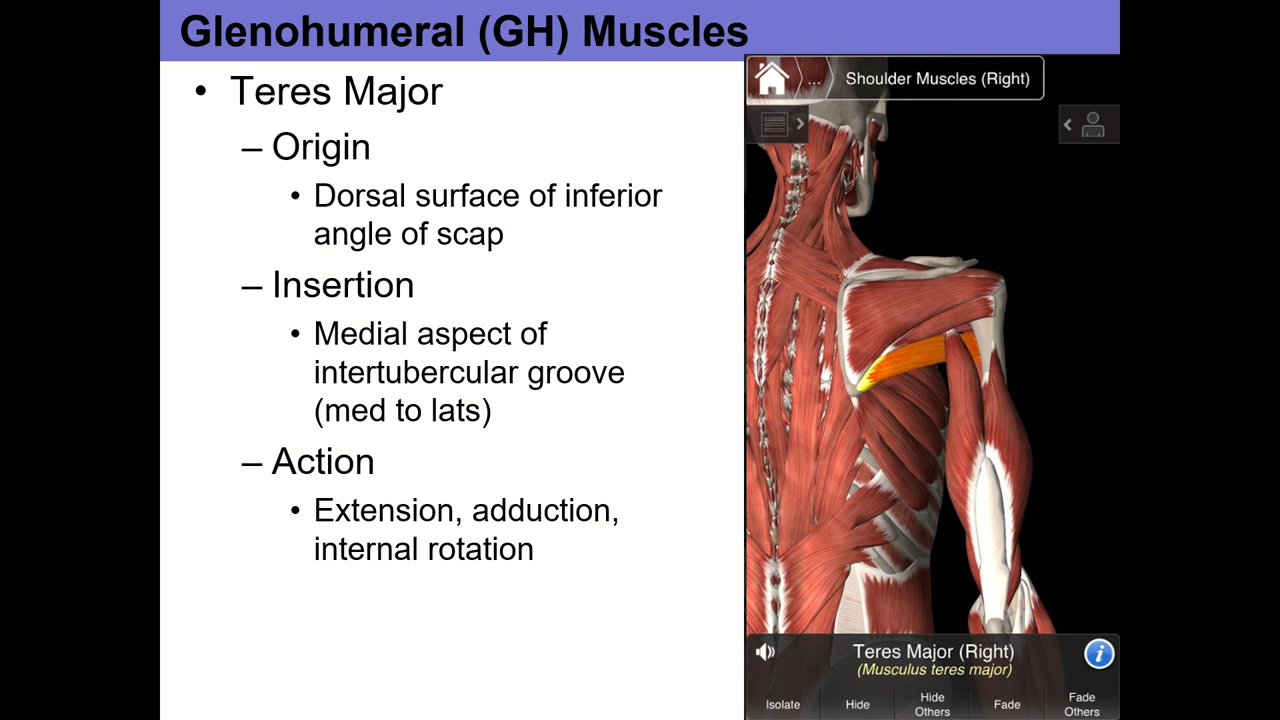 Glenohumeral (GH) Muscles
• Teres Major
– Origin
• Dorsal surface of inferior
angle of scap
– Insertion
• Medial aspect of
intertubercular groove
(med to lats)
– Action
• Extension, adduction,
internal rotation
... Shoulder Muscles (Right)
Teres Major (Right)
(Musculus teres major)
Isolate
Hide
Hide
Others
Fade
Fade
Others